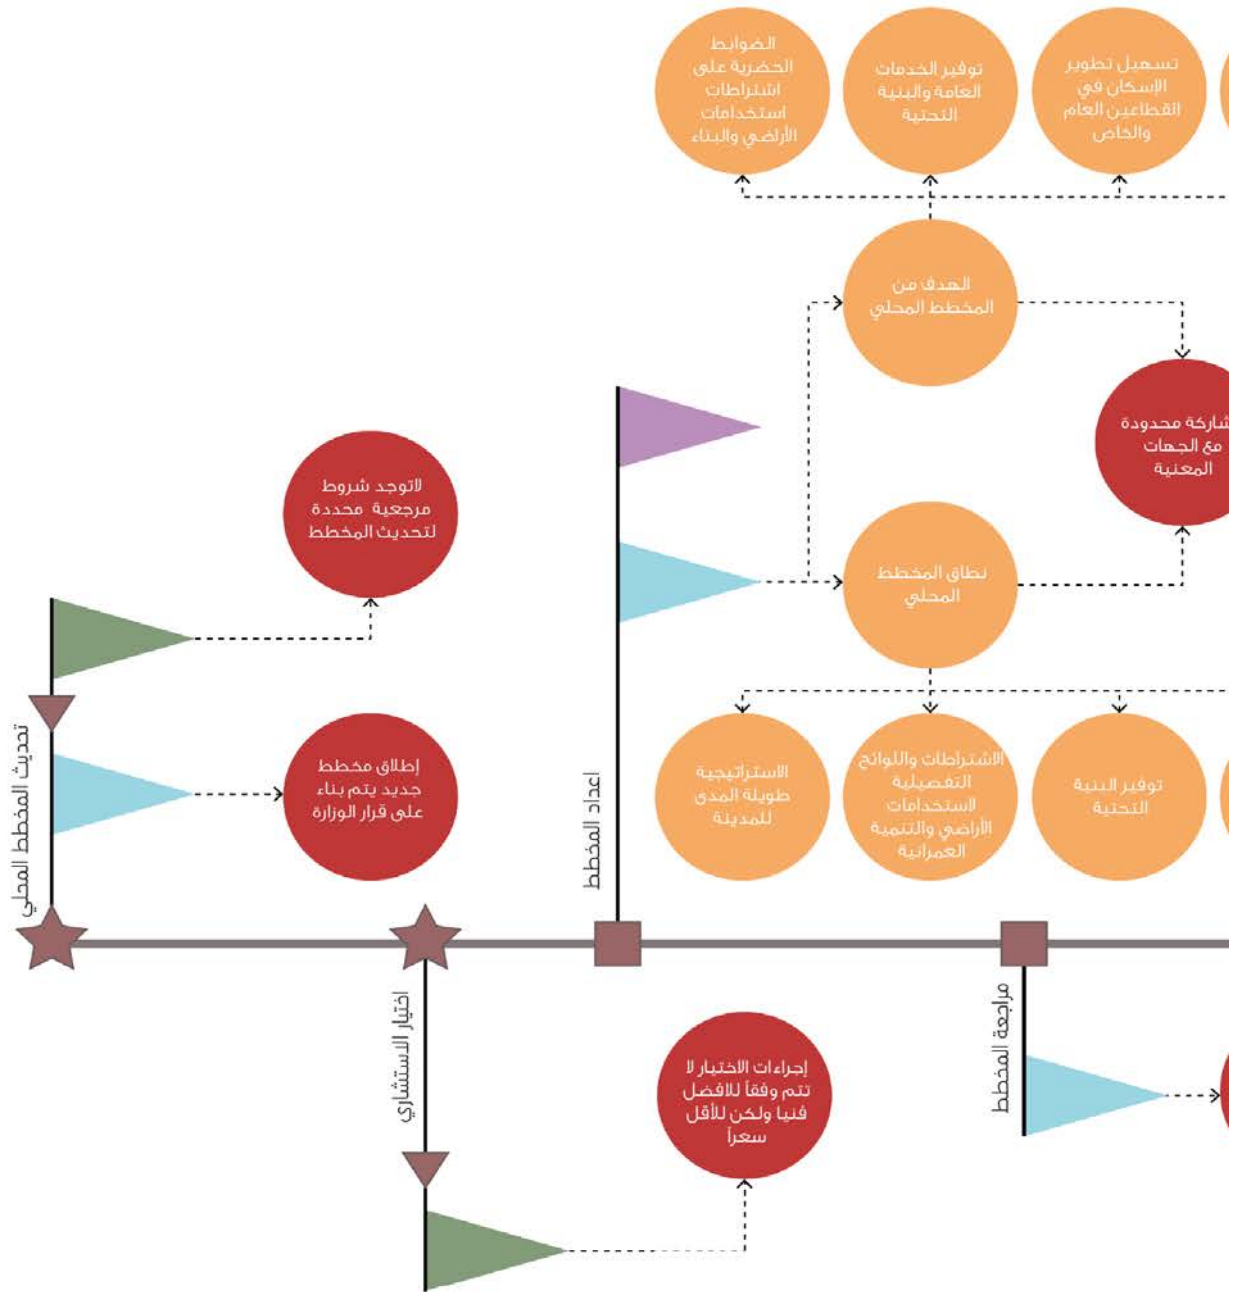 الضوابط
الحضرية على
اشتراطات
استخدامات
الأراضي والبناء
توفير الخدمات
العامة والبنية
التحتية
تسهيل تطوير
الإسكان في
القطاعين العام
والخاص
الهدف من
المخطط المحلي
شاركة محدودة
مع الجهات
المعنية
لاتوجد شروط
مرجعية محددة
لتحديث المخطط
نطاق المخطط
المحلي
إطلاق مخطط
جديد يتم بناء
على قرار الوزارة
الاستراتيجية
طويلة المدى
للمدينة
الاشتراطات واللوائح
التفصيلية
لاستخدامات
الأراضي والتنمية
العمرانية
توفير البنية
التحتية
تحديث المخطط المحلي
اعداد المخطط
اختيار الاستشاري
مراجعة المخطط
إجراءات الاختيار لا
تتم وفقاً للافضل
فنيا ولكن للأقل
سعراً